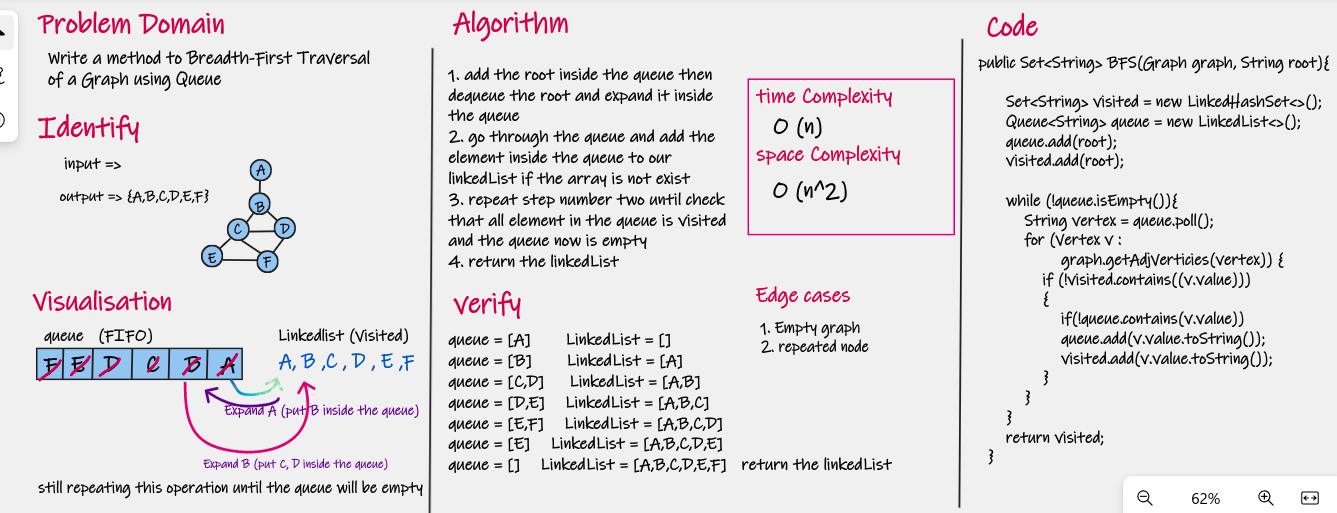 Problem Domain
Write a method to Breadth-First Traversal
of a Graph using Queue
Identify
input =>
output => {A,B,C,D,E,F}
A
B
C
D
E
F
Visualisation
queue (FIFO)
Linkedlist (Visited)
F E D C B A
A, B, C, D, E, F
Expand A (put B inside the queue)
Expand B (put C, D inside the queue)
still repeating this operation until the queue will be empty
Algorithm
1. add the root inside the queue then
dequeue the root and expand it inside
the queue
2. go through the queue and add the
element inside the queue to our
linkedList if the array is not exist
3. repeat step number two until check
that all element in the queue is visited
and the queue now is empty
4. return the linkedList
time Complexity
O (n)
space Complexity
O (n^2)
verify
queue = [A] LinkedList = []
queue = [B] LinkedList = [A]
queue = [C,D] LinkedList = [A,B]
queue = [D,E] LinkedList = [A,B,C]
queue = [E,F] LinkedList = [A,B,C,D]
queue = [E] LinkedList = [A,B,C,D,E]
queue = [] LinkedList = [A,B,C,D,E,F] return the linkedList
Edge cases
1. Empty graph
2. repeated node
Code
public Set<String> BFS(Graph graph, String root){
Set<String> visited = new LinkedHashSet<>();
Queue<String> queue = new LinkedList<>();
queue.add(root);
visited.add(root);
while (!queue.isEmpty()){
String vertex = queue.poll();
for (Vertex v :
graph.getAdjVerticies(vertex)) {
if (!visited.contains((v.value)))
{
if(!queue.contains(v.value))
queue.add(v.value.toString());
visited.add(v.value.toString());
}
}
}
return visited;
}
62%